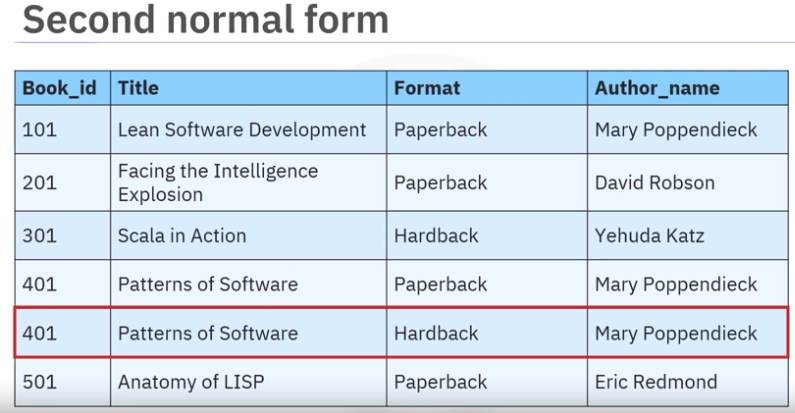 Second normal form
Book_id Title Format Author_name
101 Lean Software Development Paperback Mary Poppendieck
201 Facing the Intelligence Explosion Paperback David Robson
301 Scala in Action Hardback Yehuda Katz
401 Patterns of Software Paperback Mary Poppendieck
401 Patterns of Software Hardback Mary Poppendieck
501 Anatomy of LISP Paperback Eric Redmond